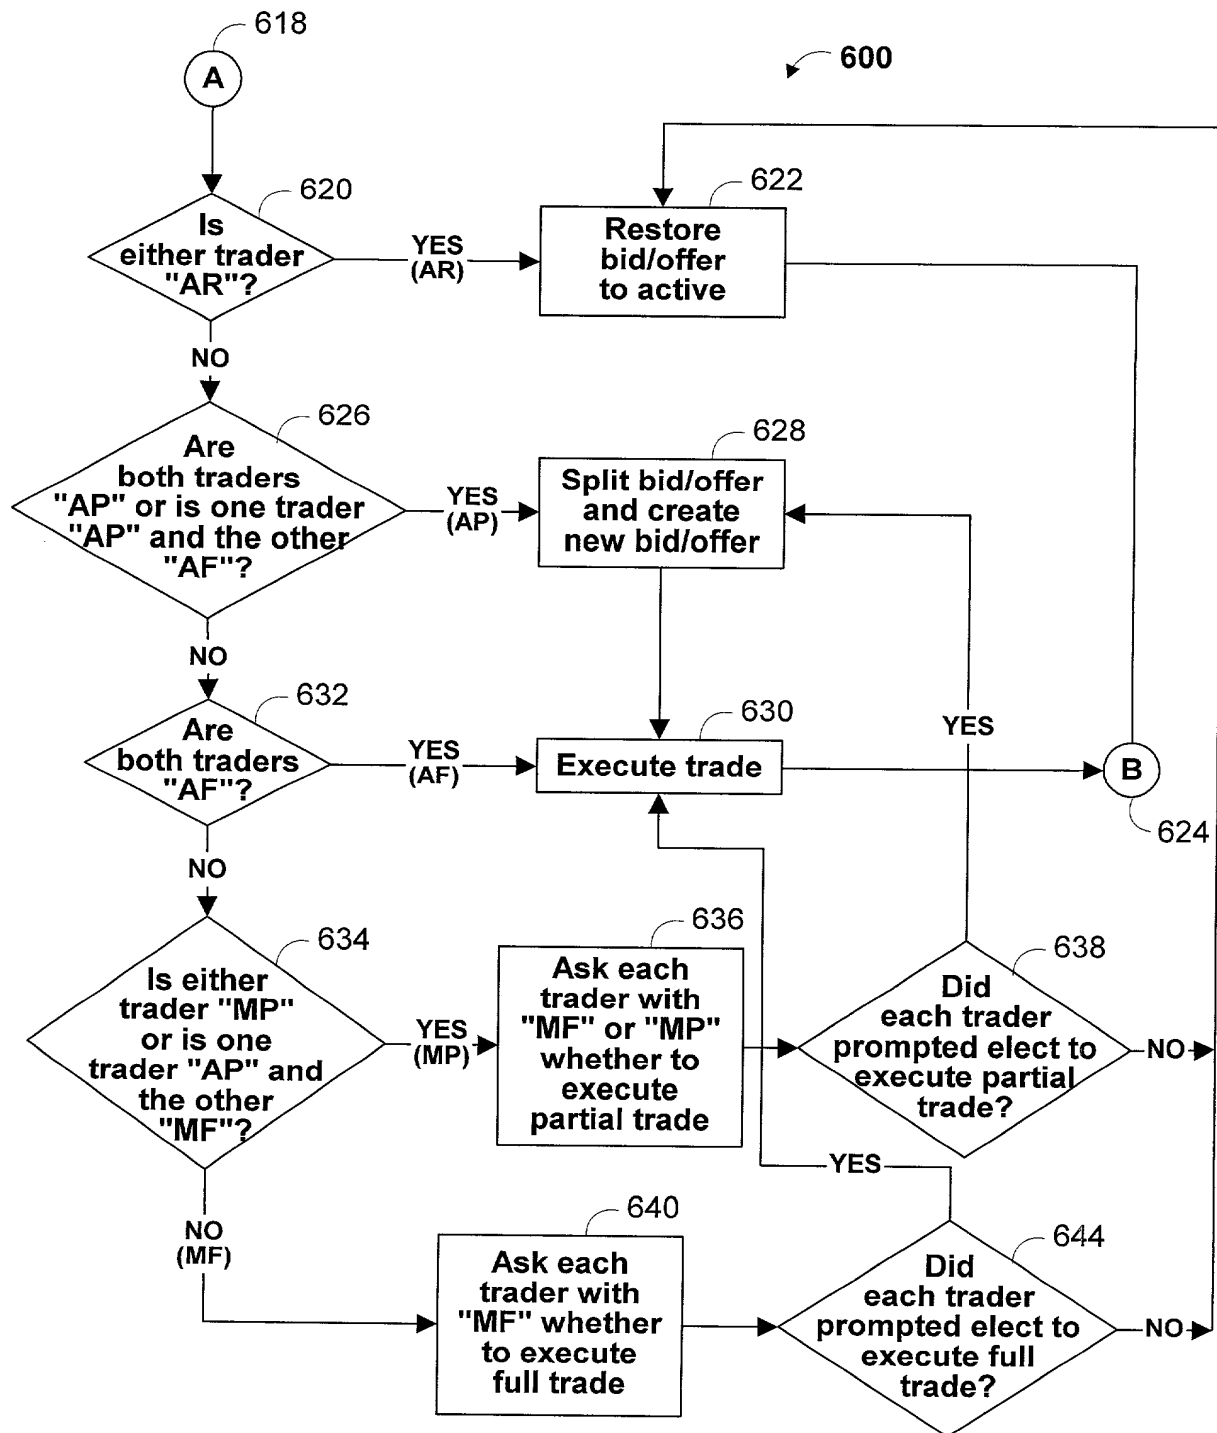 618
A
600
620
Is
either trader
"AR"?
YES
(AR)
622
Restore
bid/offer
to active
NO
626
Are
both traders
"AP" or is one trader
"AP" and the other
"AF"?
YES
(AP)
628
Split bid/offer
and create
new bid/offer
NO
632
Are
both traders
"AF"?
YES
(AF)
630
Execute trade
YES
B
624
NO
634
Is either
trader "MP"
or is one
trader "AP" and
the other
"MF"?
YES
(MP)
636
Ask each
trader with
"MF" or "MP"
whether to
execute
partial trade
638
Did
each trader
prompted elect to
execute partial
trade?
NO
YES
NO
(MF)
640
Ask each
trader with
"MF" whether
to execute
full trade
644
Did
each trader
prompted elect to
execute full
trade?
NO